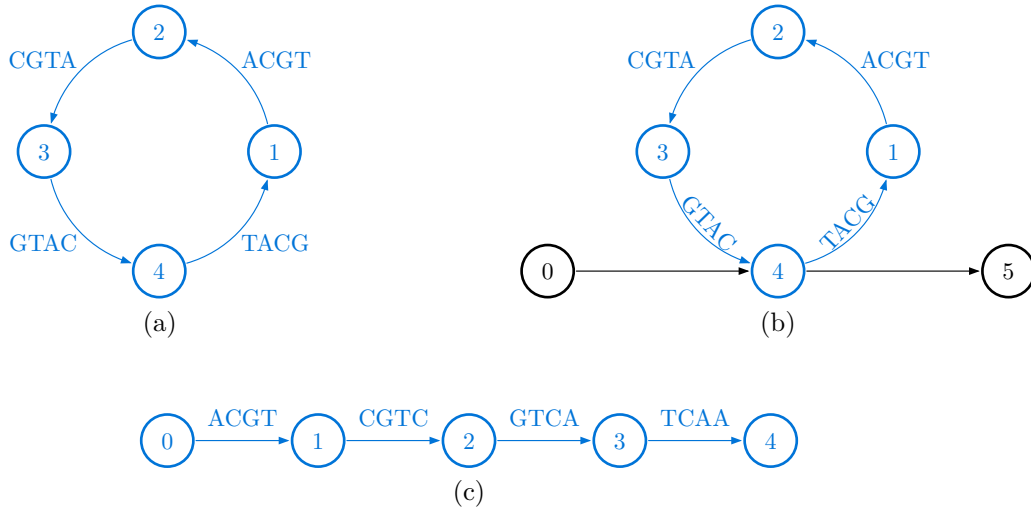 2
CGTA
ACGT
3
1
GTAC
TACG
4
(a)
2
CGTA
ACGT
3
1
GTAC
TACG
0
4
5
(b)
ACGT
CGTC
GTCA
TCAA
0
1
2
3
4
(c)